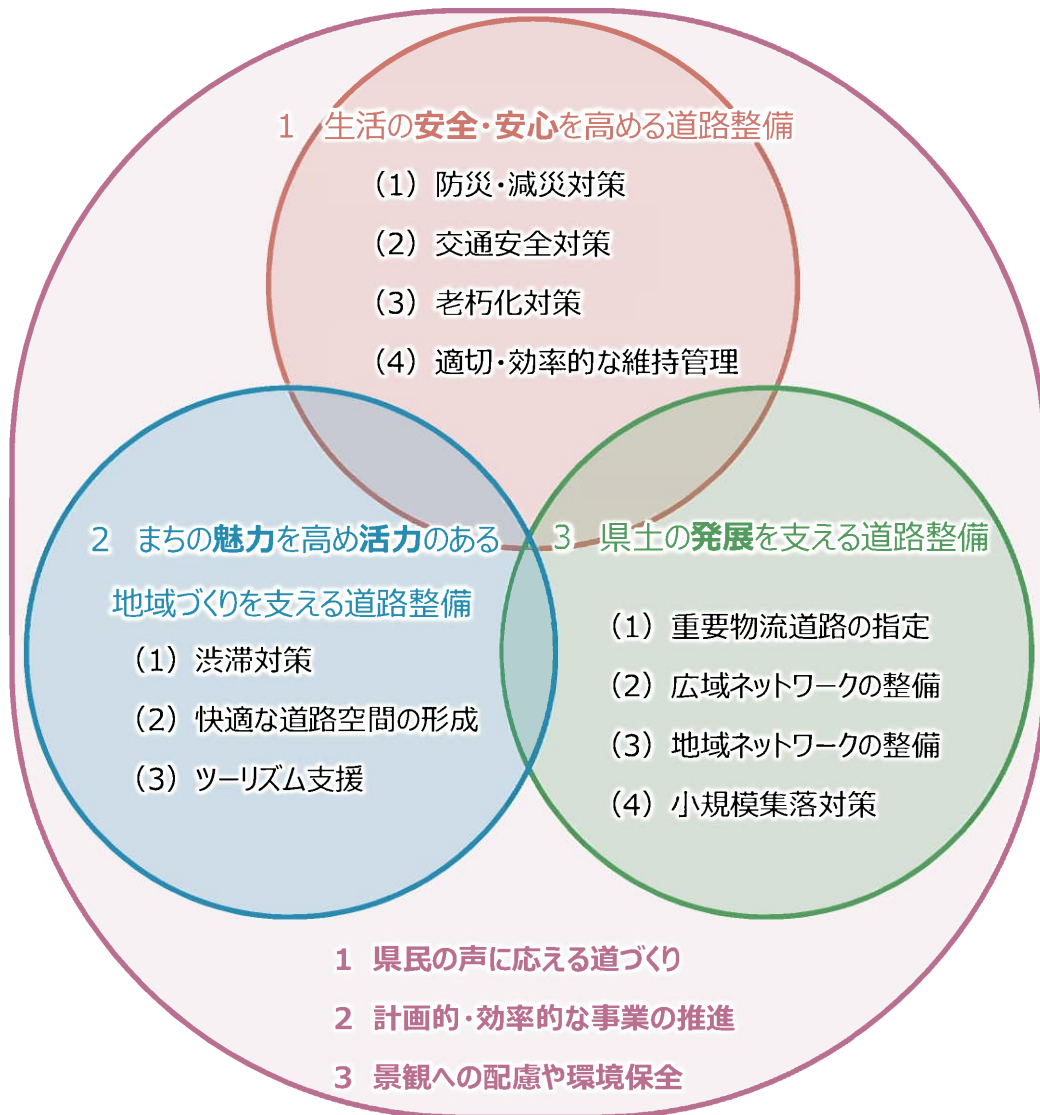 1 生活の安全・安心を高める道路整備
(1) 防災・減災対策
(2) 交通安全対策
(3) 老朽化対策
(4) 適切・効率的な維持管理
2 まちの魅力を高め活力のある
地域づくりを支える道路整備
(1) 渋滞対策
(2) 快適な道路空間の形成
(3) ツーリズム支援
3 県土の発展を支える道路整備
(1) 重要物流道路の指定
(2) 広域ネットワークの整備
(3) 地域ネットワークの整備
(4) 小規模集落対策
1 県民の声に応える道づくり
2 計画的・効率的な事業の推進
3 景観への配慮や環境保全